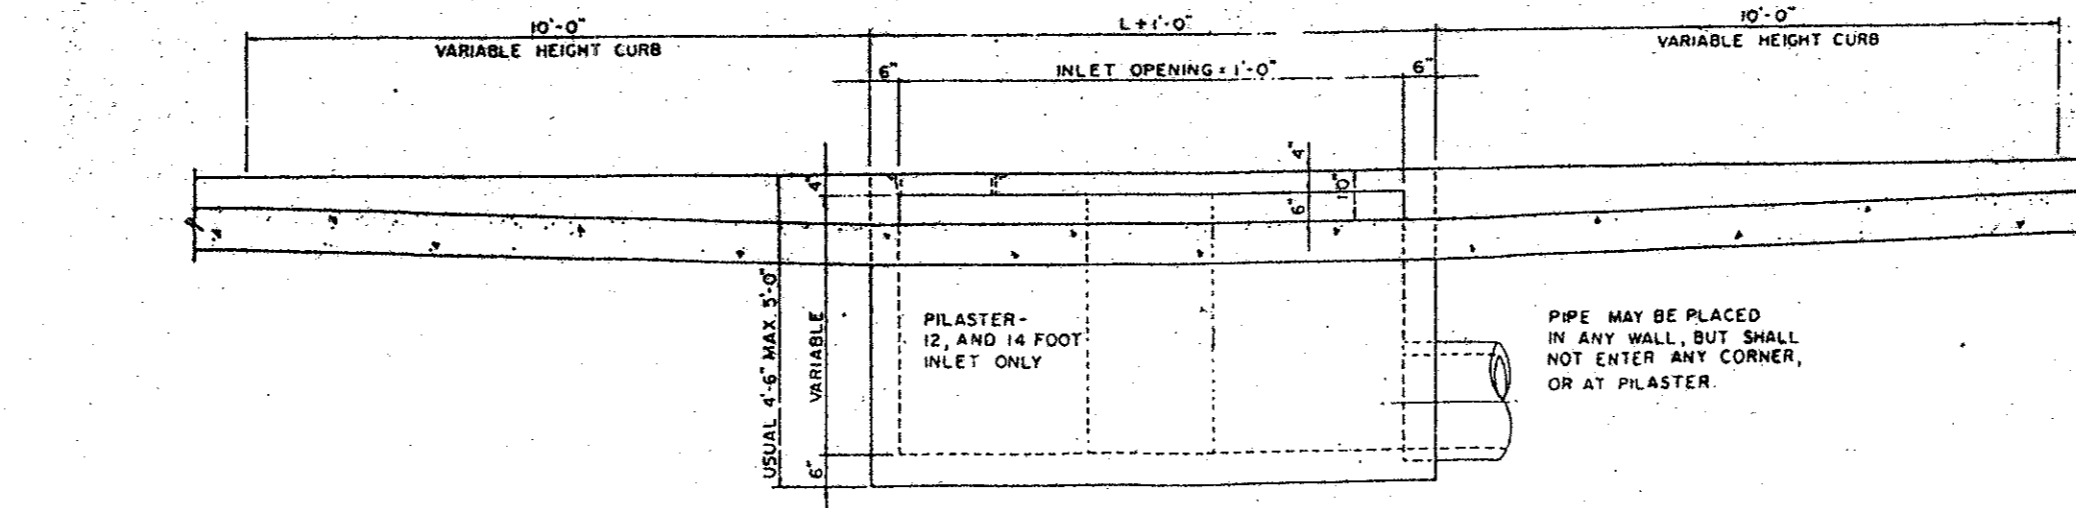 10'-0"
L+1'-0"
10'-0"
VARIABLE HEIGHT CURB
VARIABLE HEIGHT CURB
6"
INLET OPENING = 1'-0"
6"
4"
4"
10"
6"
USUAL 4'-6" MAX. 5'-0"
VARIABLE
6"
PILASTER-
12, AND 14 FOOT
INLET ONLY
PIPE MAY BE PLACED
IN ANY WALL, BUT SHALL
NOT ENTER ANY CORNER,
OR AT PILASTER.